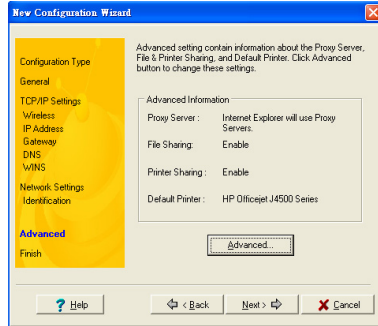 New Configuration Wizard
Configuration Type
General
TCP/IP Settings
Wireless
IP Address
Gateway
DNS
WINS
Network Settings
Identification
Advanced
Finish
Advanced setting contain information about the Proxy Server,
File & Printer Sharing, and Default Printer. Click Advanced
button to change these settings.
Advanced Information
Proxy Server : Internet Explorer will use Proxy
Servers.
File Sharing: Enable
Printer Sharing : Enable
Default Printer : HP Officejet J4500 Series
Advanced...
? Help
< Back
Next >
Cancel